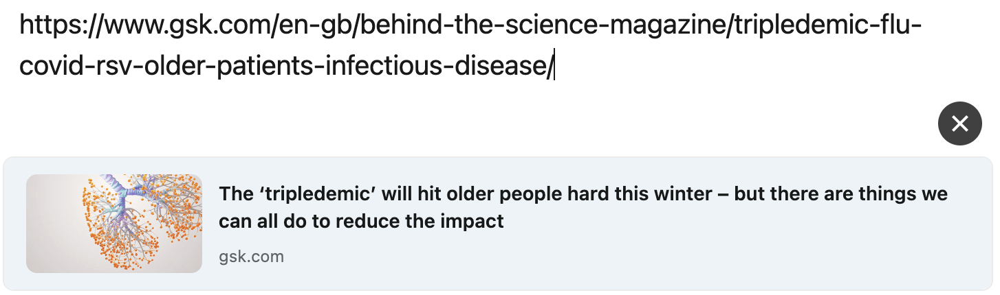 https://www.gsk.com/en-gb/behind-the-science-magazine/tripledemic-flu-
covid-rsv-older-patients-infectious-disease/
The ‘tripledemic’ will hit older people hard this winter – but there are things we
can all do to reduce the impact
gsk.com